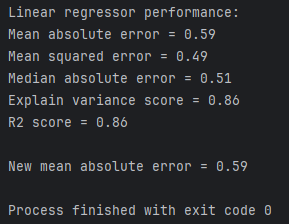 Linear regressor performance:
Mean absolute error = 0.59
Mean squared error = 0.49
Median absolute error = 0.51
Explain variance score = 0.86
R2 score = 0.86
New mean absolute error = 0.59
Process finished with exit code 0